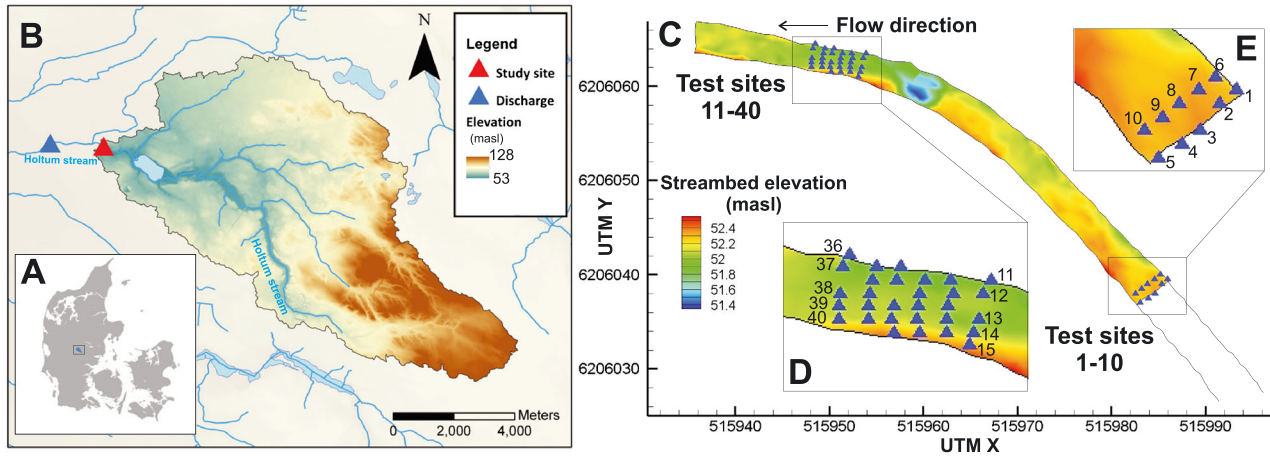 B
N
Legend
Study site
Discharge
Elevation
(masl)
128
53
Holtum stream
Holtum stream
A
Meters
0
2,000
4,000
C
Flow direction
Test sites
11-40
E
6
7
1
8
2
9
10
3
4
5
Streambed elevation
(masl)
52.4
52.2
52
51.8
51.6
51.4
36
37
11
38
12
39
13
40
14
15
D
Test sites
1-10
UTM Y
6206060
6206050
6206040
6206030
515940
515950
515960
515970
515980
515990
UTM X